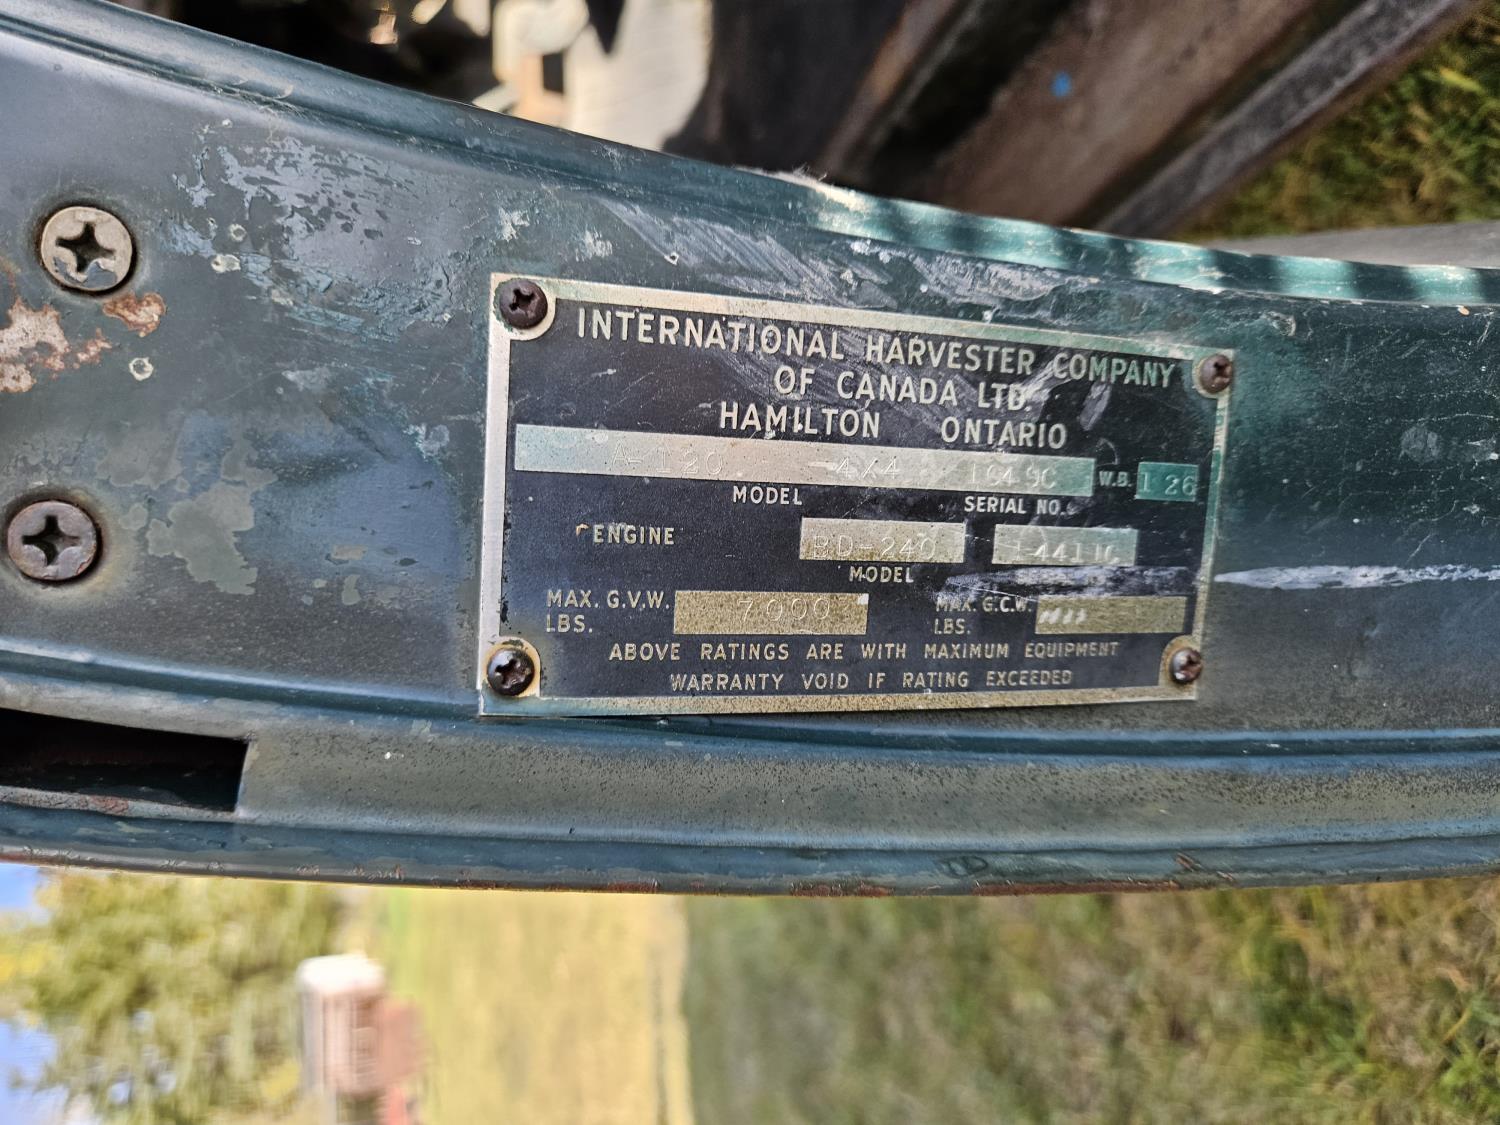 INTERNATIONAL HARVESTER COMPANY
OF CANADA LTD.
HAMILTON ONTARIO
A-120 4X4 1649C W.B. 126
MODEL SERIAL NO.
ENGINE BD-240
MODEL
MAX. G.V.W. 7000 MAX. G.C.W.
LBS. LBS.
ABOVE RATINGS ARE WITH MAXIMUM EQUIPMENT
WARRANTY VOID IF RATING EXCEEDED